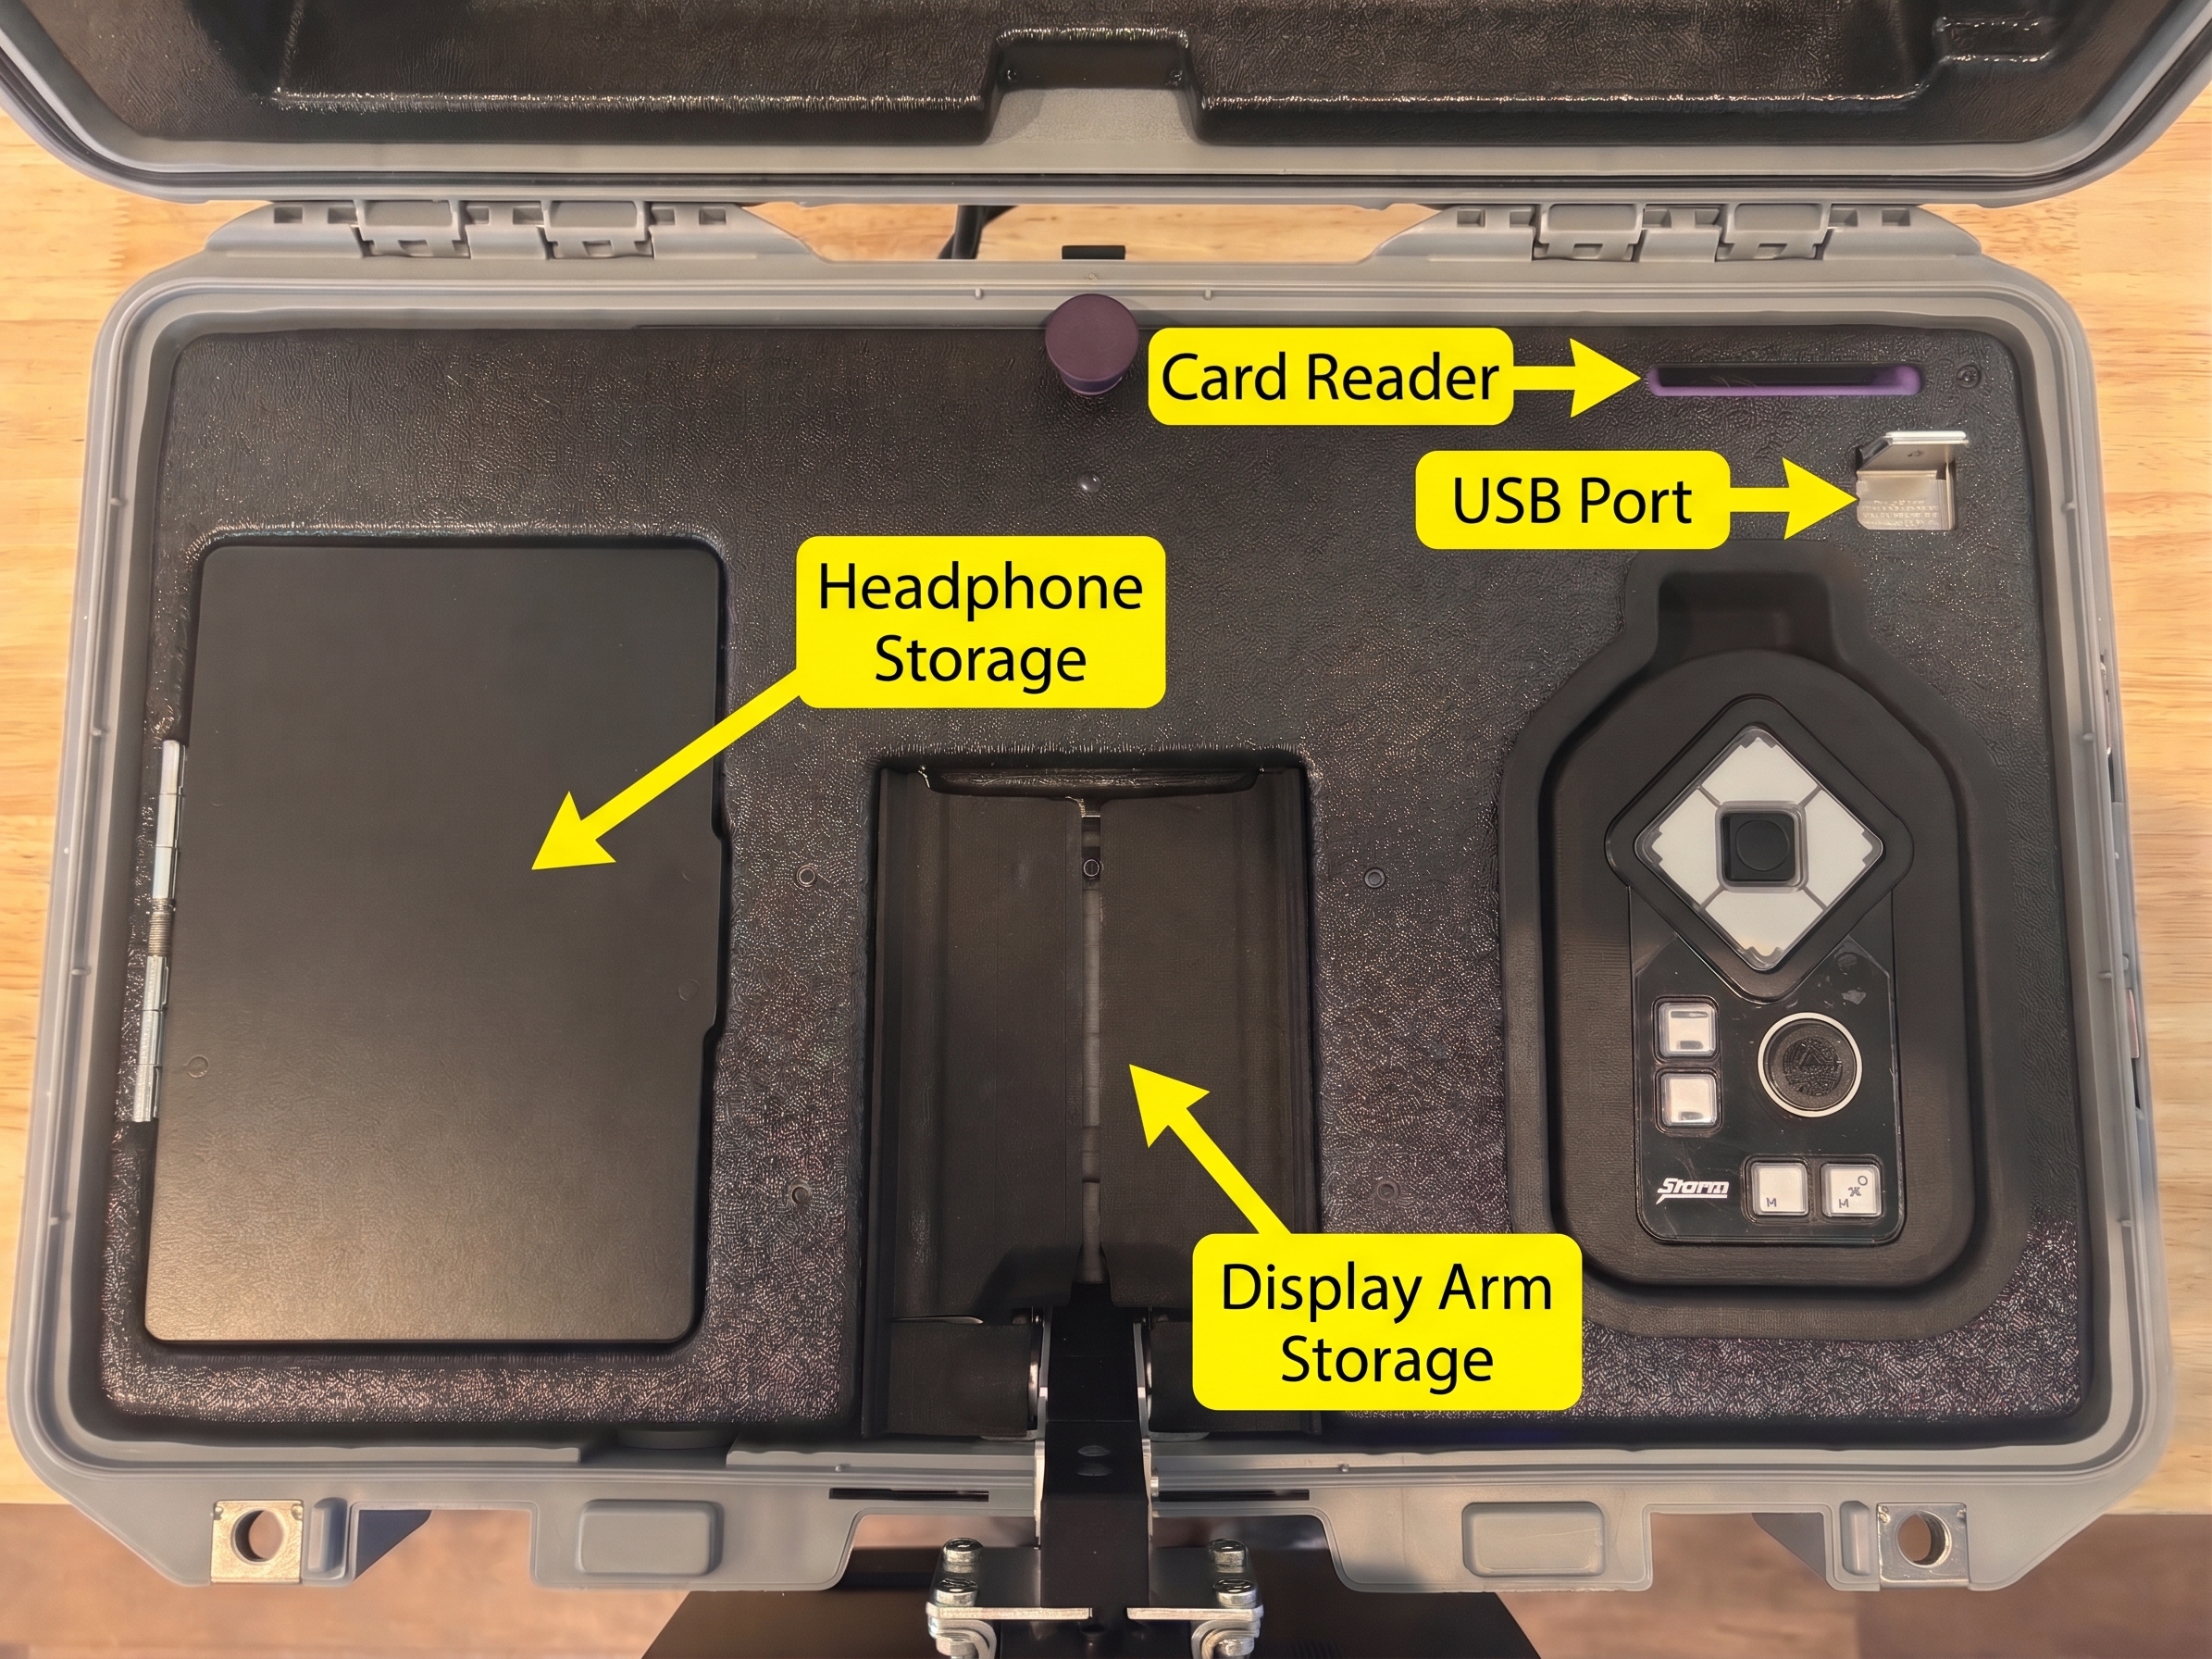 Card Reader
USB Port
Headphone
Storage
Display Arm
Storage
Storm
M
M